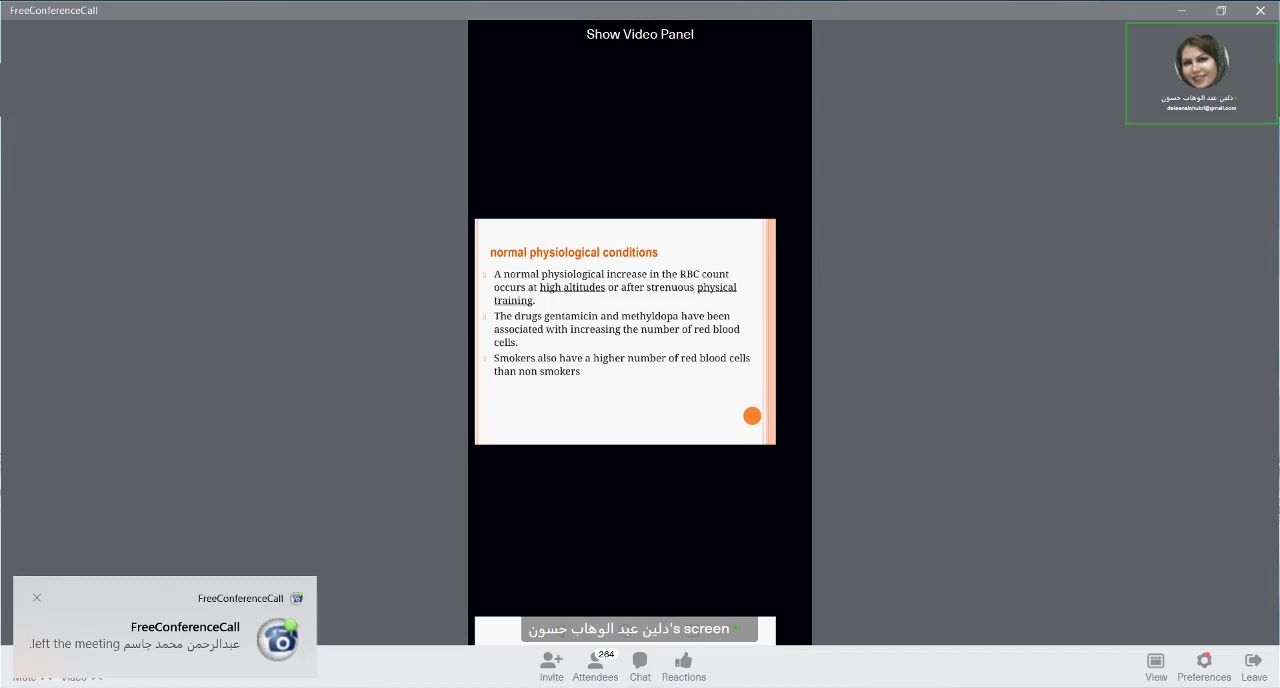 FreeConferenceCall
Show Video Panel
دلين عبد الوهاب حسون
deleenalshukri@gmail.com
normal physiological conditions
A normal physiological increase in the RBC count
occurs at high altitudes or after strenuous physical
training.
The drugs gentamicin and methyldopa have been
associated with increasing the number of red blood
cells.
Smokers also have a higher number of red blood cells
than non smokers
دلين عبد الوهاب حسون's screen
FreeConferenceCall
FreeConferenceCall
عبدالرحمن محمد جاسم left the meeting.
Mute Video
264
Invite Attendees Chat Reactions
View Preferences Leave